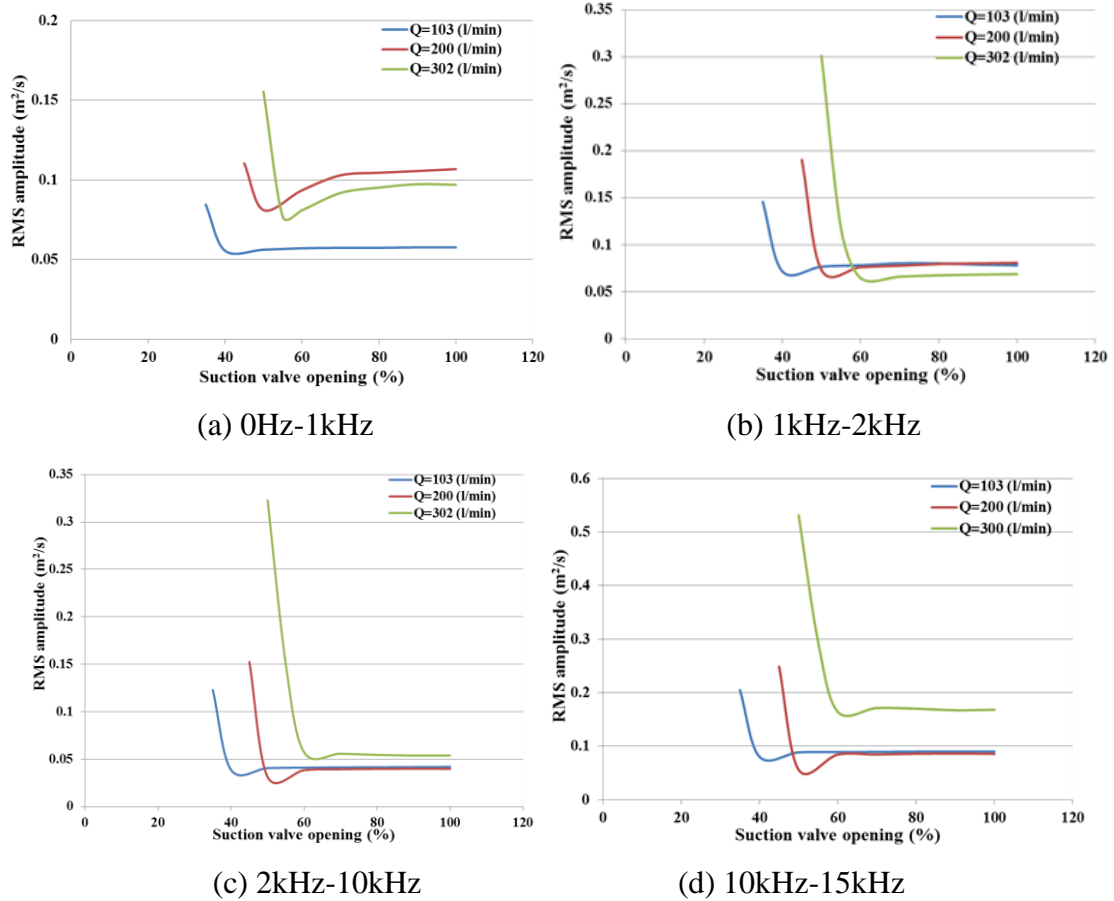 0.2
0.15
0.1
0.05
0
0 20 40 60 80 100 120
RMS amplitude (m²/s)
Suction valve opening (%)
Q=103 (l/min)
Q=200 (l/min)
Q=302 (l/min)
(a) 0Hz-1kHz
0.35
0.3
0.25
0.2
0.15
0.1
0.05
0
0 20 40 60 80 100 120
RMS amplitude (m²/s)
Suction valve opening (%)
Q=103 (l/min)
Q=200 (l/min)
Q=302 (l/min)
(b) 1kHz-2kHz
0.35
0.3
0.25
0.2
0.15
0.1
0.05
0
0 20 40 60 80 100 120
RMS amplitude (m²/s)
Suction valve opening (%)
Q=103 (l/min)
Q=200 (l/min)
Q=302 (l/min)
(c) 2kHz-10kHz
0.6
0.5
0.4
0.3
0.2
0.1
0
0 20 40 60 80 100 120
RMS amplitude (m²/s)
Suction valve opening (%)
Q=103 (l/min)
Q=200 (l/min)
Q=300 (l/min)
(d) 10kHz-15kHz